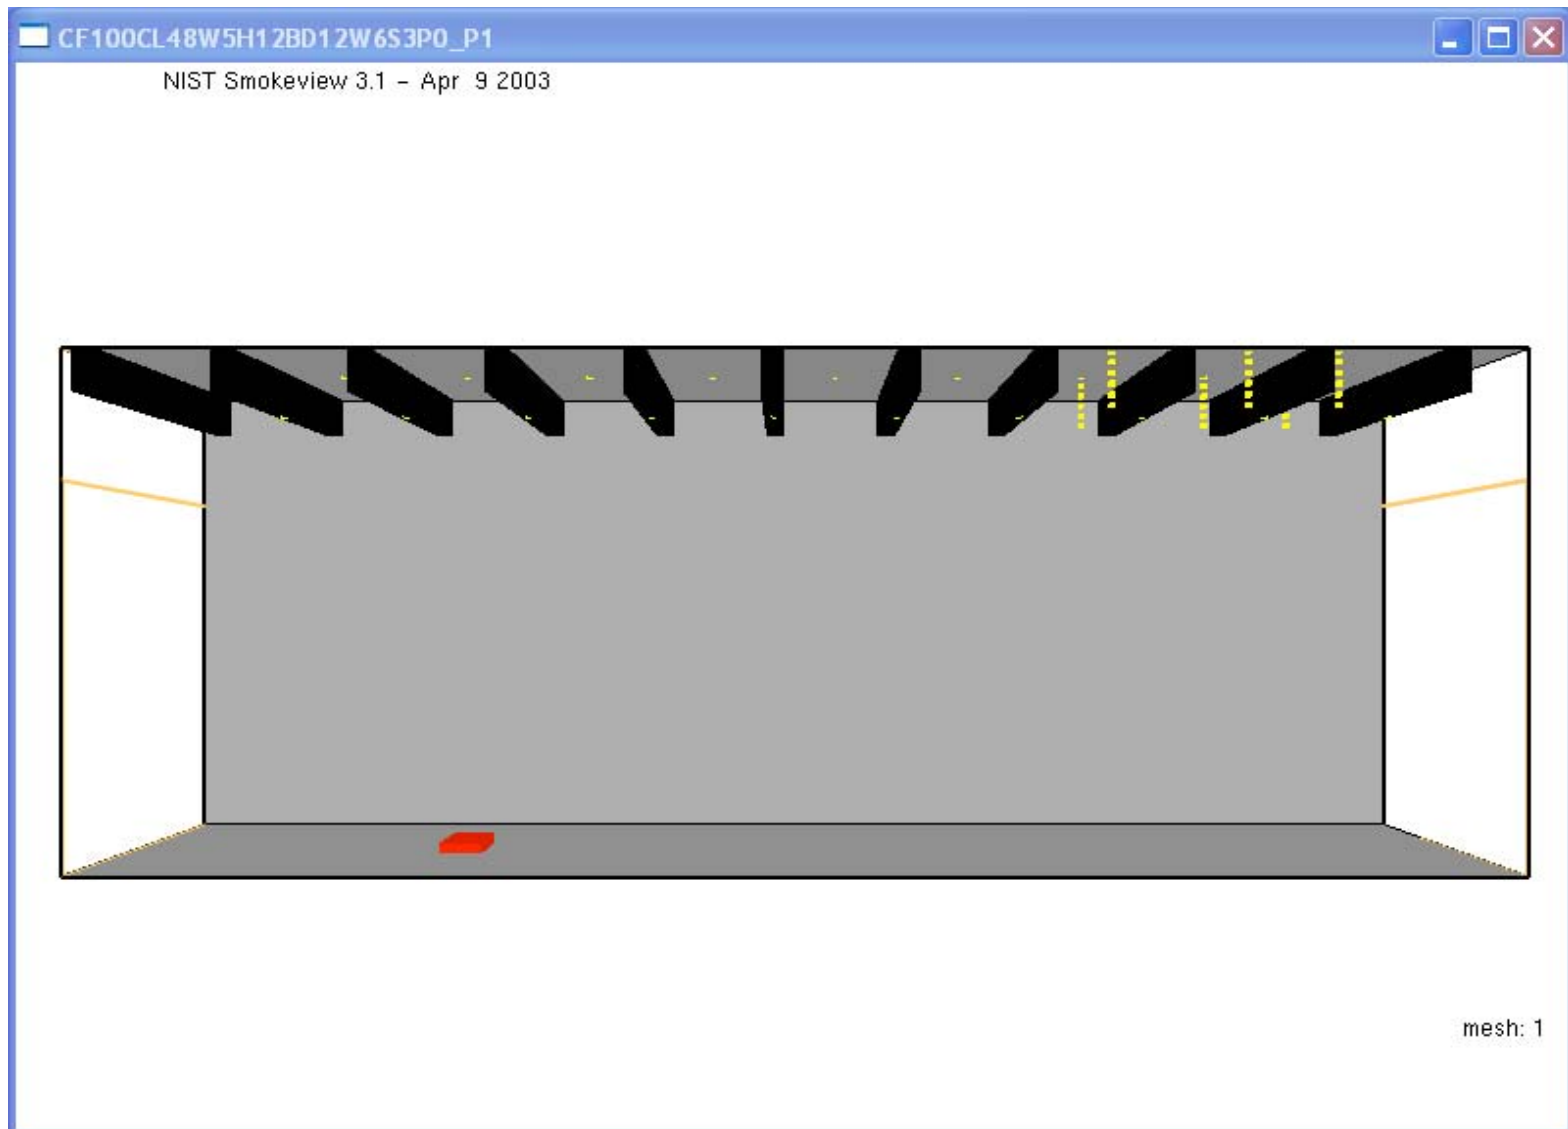 CF100CL48W5H12BD12W6S3P0_P1
NIST Smokeview 3.1 - Apr 9 2003
mesh: 1